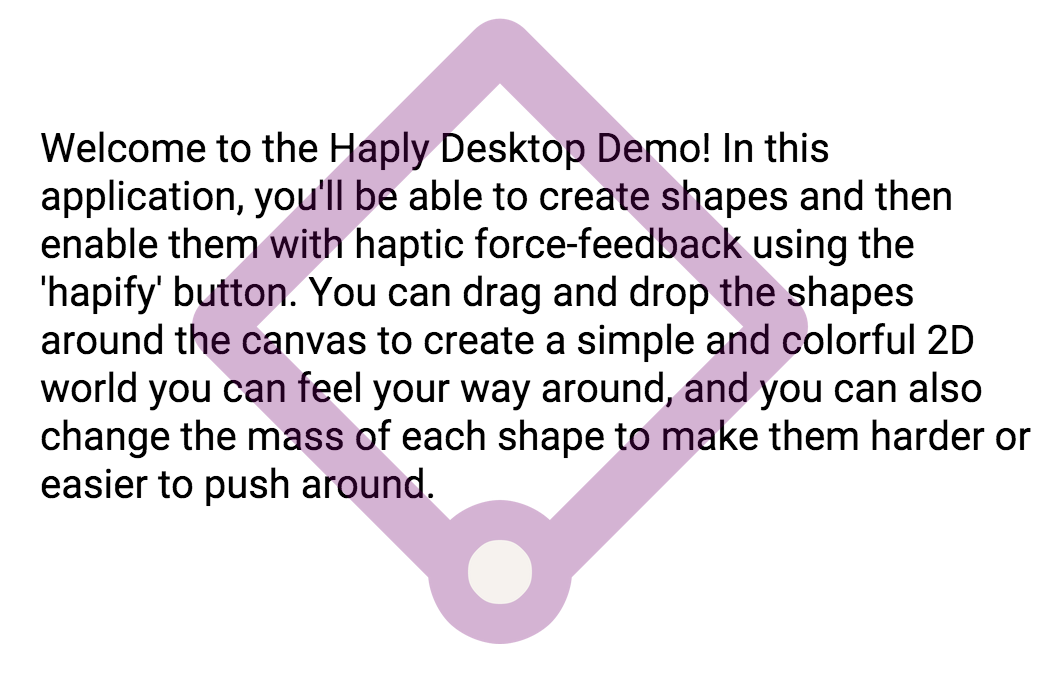 Welcome to the Haply Desktop Demo! In this
application, you'll be able to create shapes and then
enable them with haptic force-feedback using the
'hapify' button. You can drag and drop the shapes
around the canvas to create a simple and colorful 2D
world you can feel your way around, and you can also
change the mass of each shape to make them harder or
easier to push around.